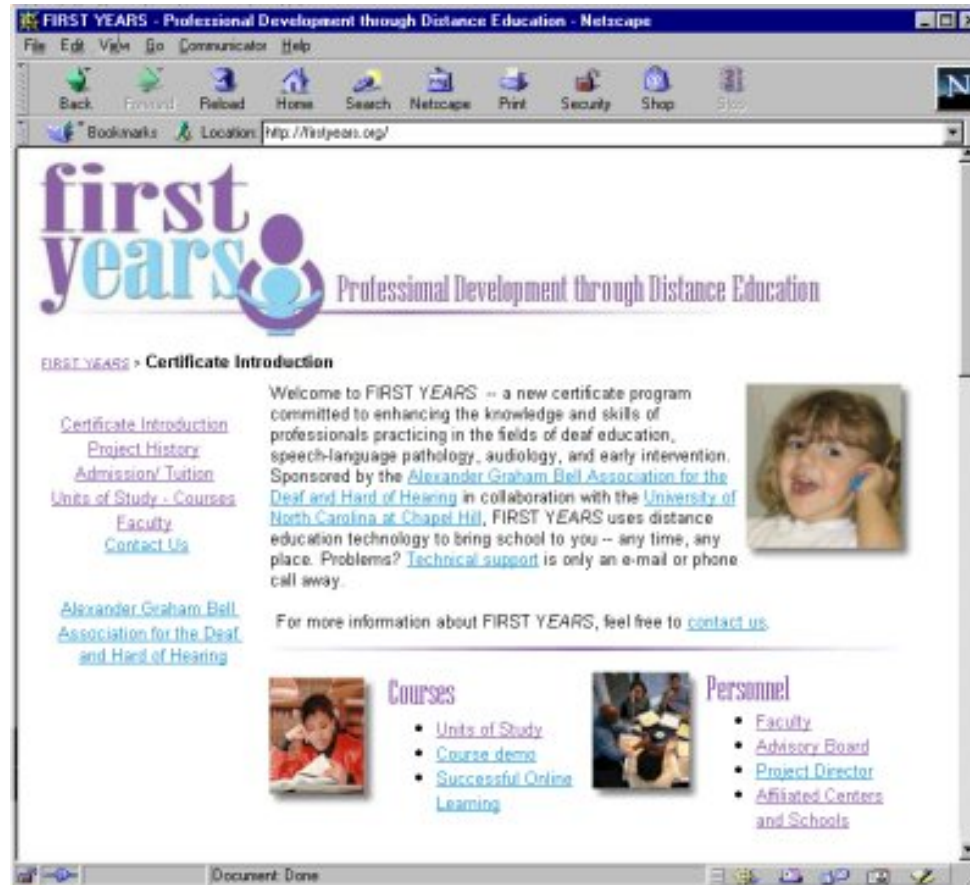 FIRST YEARS - Professional Development through Distance Education - Netscape
File Edit View Go Communicator Help
Back Forward Reload Home Search Netscape Print Security Shop Stop
Bookmarks Location: http://firstyears.org/
N
first
years
Professional Development through Distance Education
FIRST YEARS > Certificate Introduction
Certificate Introduction
Project History
Admission/ Tuition
Units of Study - Courses
Faculty
Contact Us
Alexander Graham Bell
Association for the Deaf
and Hard of Hearing
Welcome to FIRST YEARS -- a new certificate program
committed to enhancing the knowledge and skills of
professionals practicing in the fields of deaf education,
speech-language pathology, audiology, and early intervention.
Sponsored by the Alexander Graham Bell Association for the
Deaf and Hard of Hearing in collaboration with the University of
North Carolina at Chapel Hill, FIRST YEARS uses distance
education technology to bring school to you -- any time, any
place. Problems? Technical support is only an e-mail or phone
call away.
For more information about FIRST YEARS, feel free to contact us.
Courses
Units of Study
Course demo
Successful Online
Learning
Personnel
Faculty
Advisory Board
Project Director
Affiliated Centers
and Schools
Document: Done